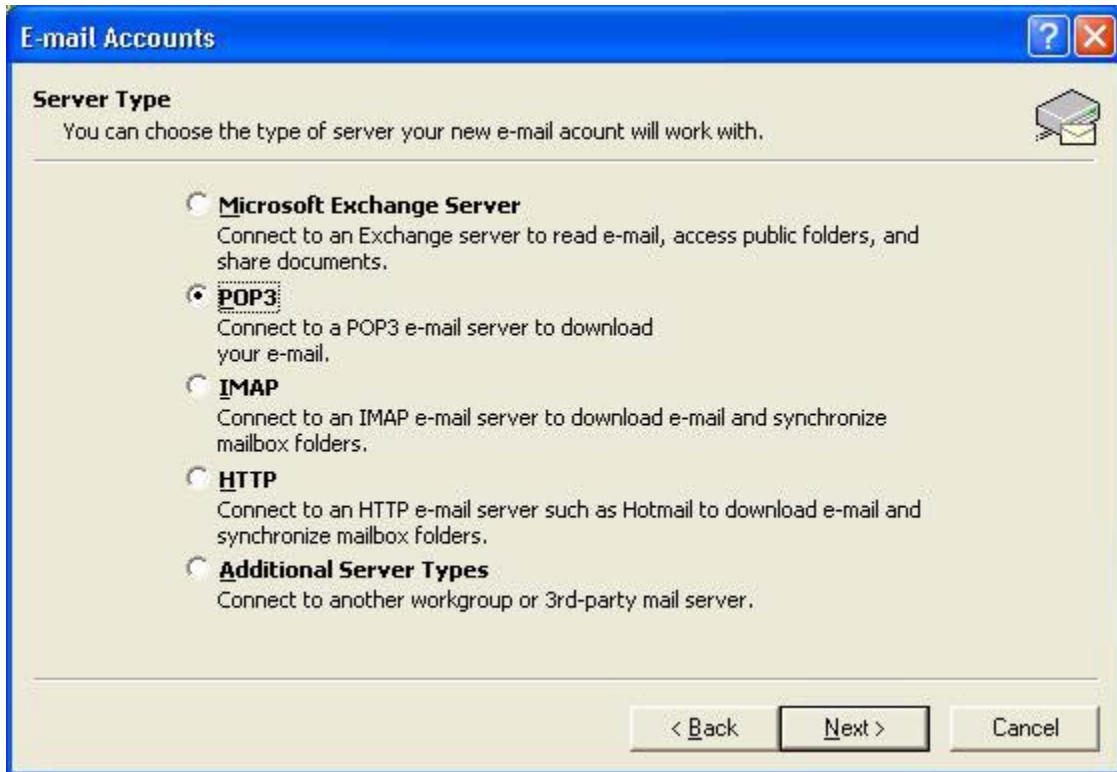 E-mail Accounts
Server Type
You can choose the type of server your new e-mail acount will work with.
Microsoft Exchange Server
Connect to an Exchange server to read e-mail, access public folders, and
share documents.
POP3
Connect to a POP3 e-mail server to download
your e-mail.
IMAP
Connect to an IMAP e-mail server to download e-mail and synchronize
mailbox folders.
HTTP
Connect to an HTTP e-mail server such as Hotmail to download e-mail and
synchronize mailbox folders.
Additional Server Types
Connect to another workgroup or 3rd-party mail server.
< Back Next > Cancel